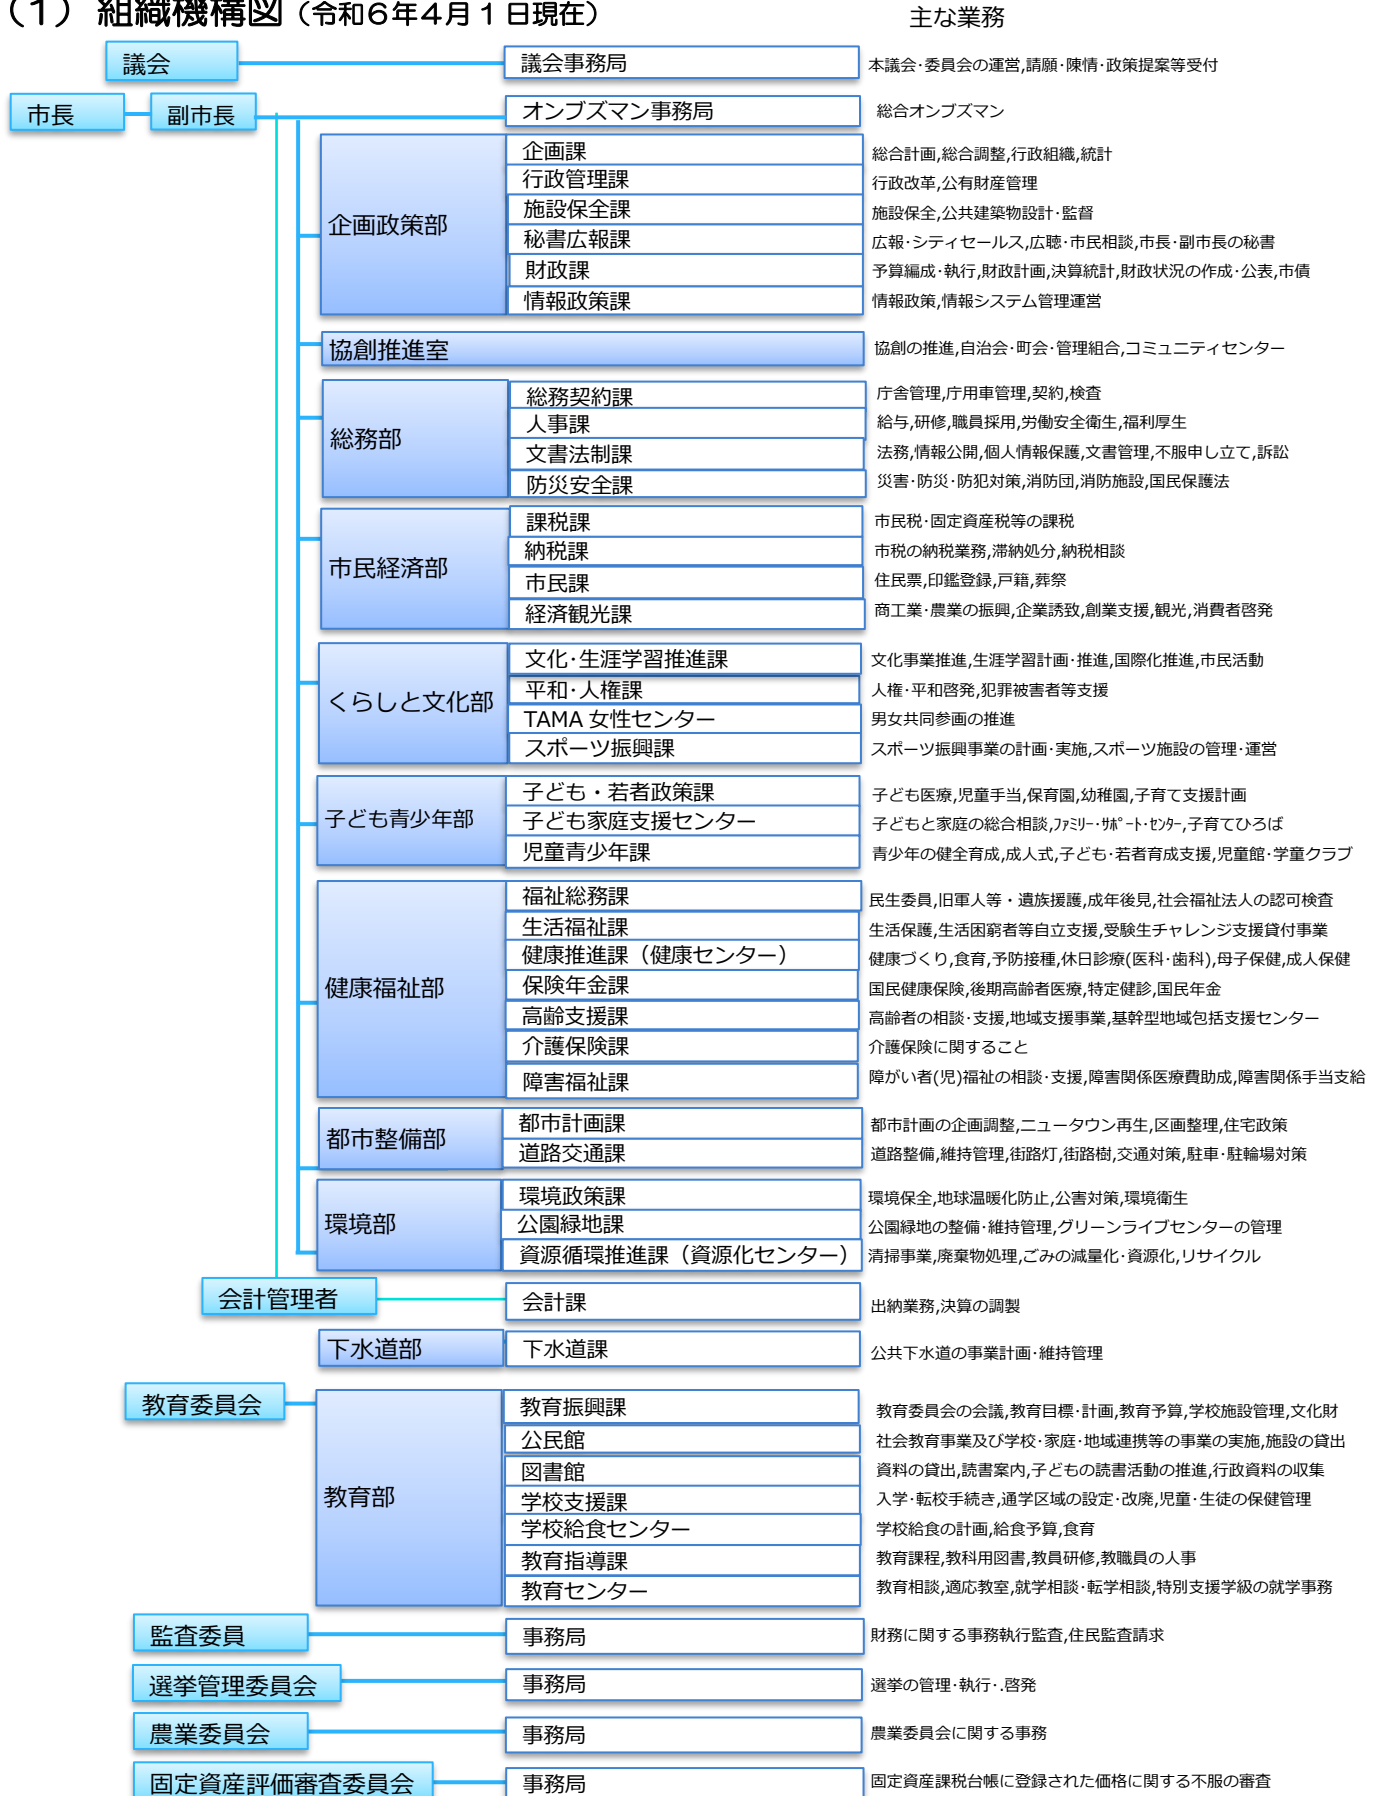 （１）組織機構図（令和６年４月１日現在）
主な業務
議会
議会事務局
本議会･委員会の運営,請願･陳情･政策提案等受付
市長
副市長
オンブズマン事務局
総合オンブズマン
企画政策部
企画課
総合計画,総合調整,行政組織,統計
行政管理課
行政改革,公有財産管理
施設保全課
施設保全,公共建築物設計･監督
秘書広報課
広報･シティセールス,広聴･市民相談,市長･副市長の秘書
財政課
予算編成･執行,財政計画,決算統計,財政状況の作成･公表,市債
情報政策課
情報政策,情報システム管理運営
協創推進室
協創の推進,自治会･町会･管理組合,コミュニティセンター
総務部
総務契約課
庁舎管理,庁用車管理,契約,検査
人事課
給与,研修,職員採用,労働安全衛生,福利厚生
文書法制課
法務,情報公開,個人情報保護,文書管理,不服申し立て,訴訟
防災安全課
災害･防災･防犯対策,消防団,消防施設,国民保護法
市民経済部
課税課
市民税･固定資産税等の課税
納税課
市税の納税業務,滞納処分,納税相談
市民課
住民票,印鑑登録,戸籍,葬祭
経済観光課
商工業･農業の振興,企業誘致,創業支援,観光,消費者啓発
くらしと文化部
文化･生涯学習推進課
文化事業推進,生涯学習計画･推進,国際化推進,市民活動
平和･人権課
人権･平和啓発,犯罪被害者等支援
TAMA 女性センター
男女共同参画の推進
スポーツ振興課
スポーツ振興事業の計画･実施,スポーツ施設の管理･運営
子ども青少年部
子ども・若者政策課
子ども医療,児童手当,保育園,幼稚園,子育て支援計画
子ども家庭支援センター
子どもと家庭の総合相談,ﾌｧﾐﾘｰ･ｻﾎﾟｰﾄ･ｾﾝﾀｰ,子育てひろば
児童青少年課
青少年の健全育成,成人式,子ども･若者育成支援,児童館･学童クラブ
健康福祉部
福祉総務課
民生委員,旧軍人等・遺族援護,成年後見,社会福祉法人の認可検査
生活福祉課
生活保護,生活困窮者等自立支援,受験生チャレンジ支援貸付事業
健康推進課（健康センター）
健康づくり,食育,予防接種,休日診療(医科･歯科),母子保健,成人保健
保険年金課
国民健康保険,後期高齢者医療,特定健診,国民年金
高齢支援課
高齢者の相談･支援,地域支援事業,基幹型地域包括支援センター
介護保険課
介護保険に関すること
障害福祉課
障がい者(児)福祉の相談･支援,障害関係医療費助成,障害関係手当支給
都市整備部
都市計画課
都市計画の企画調整,ニュータウン再生,区画整理,住宅政策
道路交通課
道路整備,維持管理,街路灯,街路樹,交通対策,駐車･駐輪場対策
環境部
環境政策課
環境保全,地球温暖化防止,公害対策,環境衛生
公園緑地課
公園緑地の整備･維持管理,グリーンライブセンターの管理
資源循環推進課（資源化センター）
清掃事業,廃棄物処理,ごみの減量化･資源化,リサイクル
会計管理者
会計課
出納業務,決算の調製
下水道部
下水道課
公共下水道の事業計画･維持管理
教育委員会
教育部
教育振興課
教育委員会の会議,教育目標･計画,教育予算,学校施設管理,文化財
公民館
社会教育事業及び学校･家庭･地域連携等の事業の実施,施設の貸出
図書館
資料の貸出,読書案内,子どもの読書活動の推進,行政資料の収集
学校支援課
入学･転校手続き,通学区域の設定･改廃,児童･生徒の保健管理
学校給食センター
学校給食の計画,給食予算,食育
教育指導課
教育課程,教科用図書,教員研修,教職員の人事
教育センター
教育相談,適応教室,就学相談･転学相談,特別支援学級の就学事務
監査委員
事務局
財務に関する事務執行監査,住民監査請求
選挙管理委員会
事務局
選挙の管理･執行･.啓発
農業委員会
事務局
農業委員会に関する事務
固定資産評価審査委員会
事務局
固定資産課税台帳に登録された価格に関する不服の審査